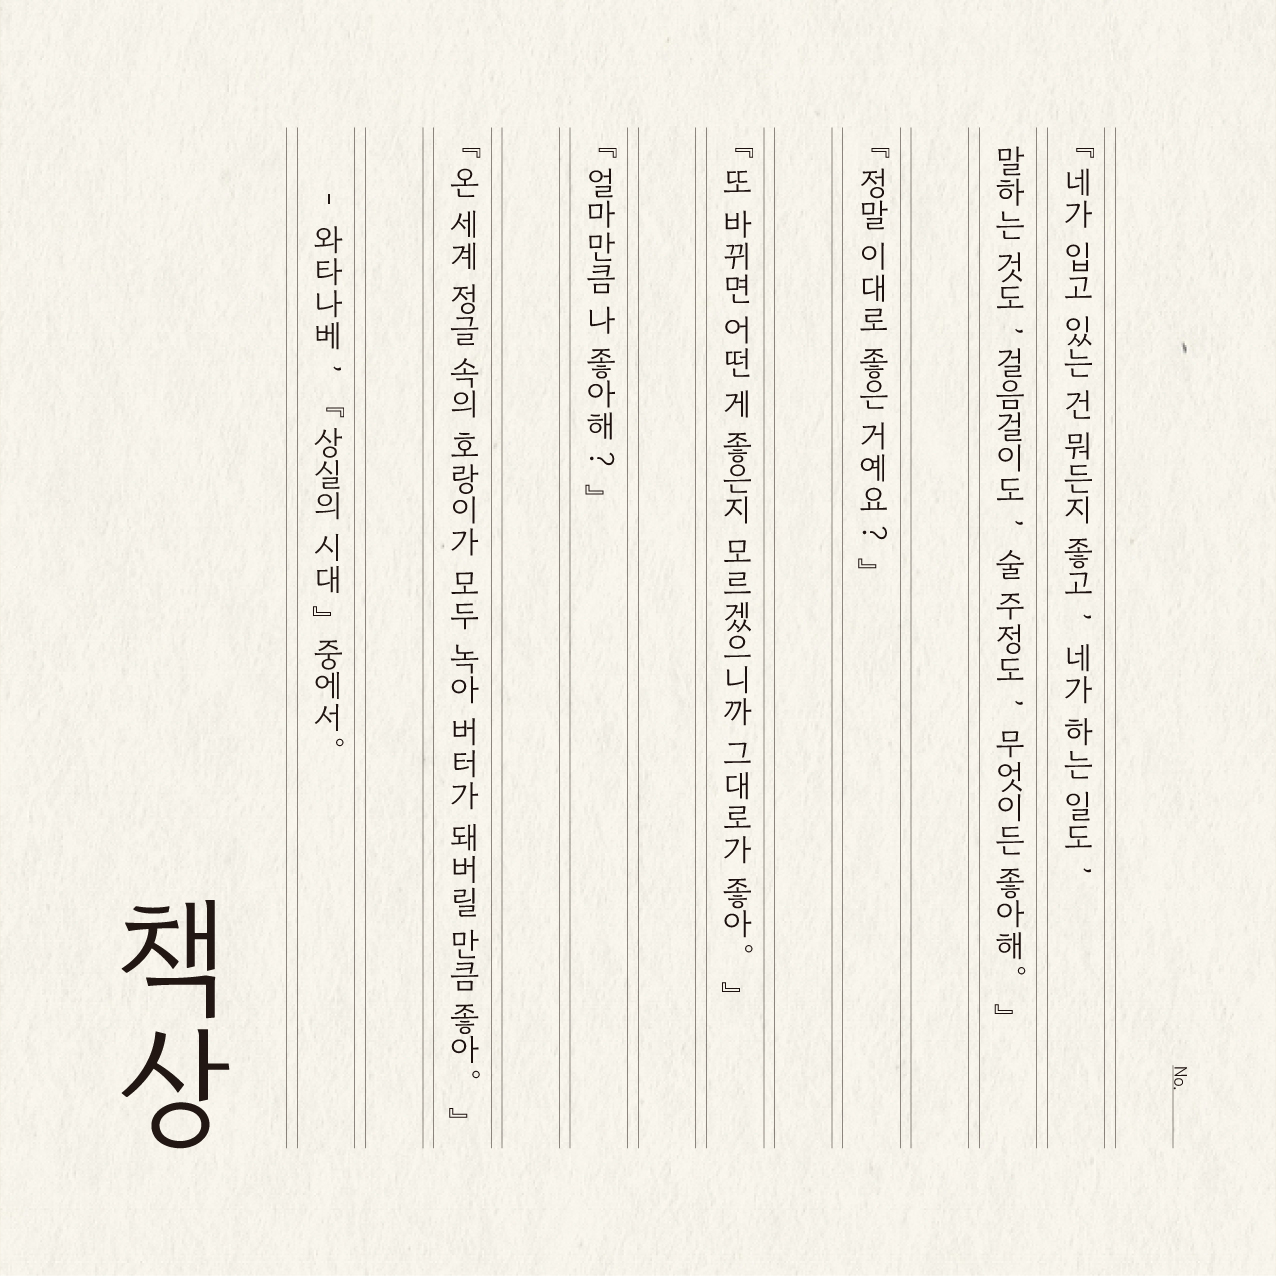 No.
『네가 입고 있는 건 뭐든지 좋고, 네가 하는 일도,
말하는 것도, 걸음걸이도, 술 주정도, 무엇이든 좋아해。』
『정말 이대로 좋은 거예요?』
『또 바뀌면 어떤 게 좋은지 모르겠으니까 그대로가 좋아。』
『얼마만큼 나 좋아해?』
『온 세계 정글 속의 호랑이가 모두 녹아 버터가 돼버릴 만큼 좋아。』
- 와타나베, 『상실의 시대』 중에서。
책상